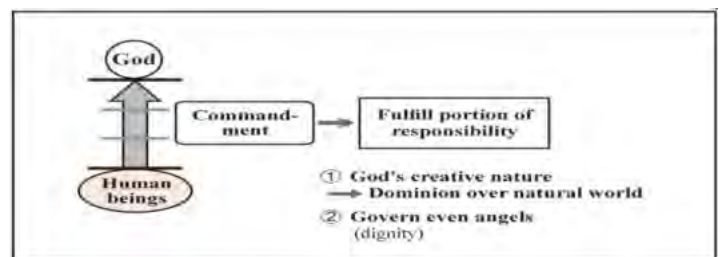 God
Command-
ment
Fulfill portion of
responsibility
Human
beings
① God's creative nature
Dominion over natural world
② Govern even angels
(dignity)